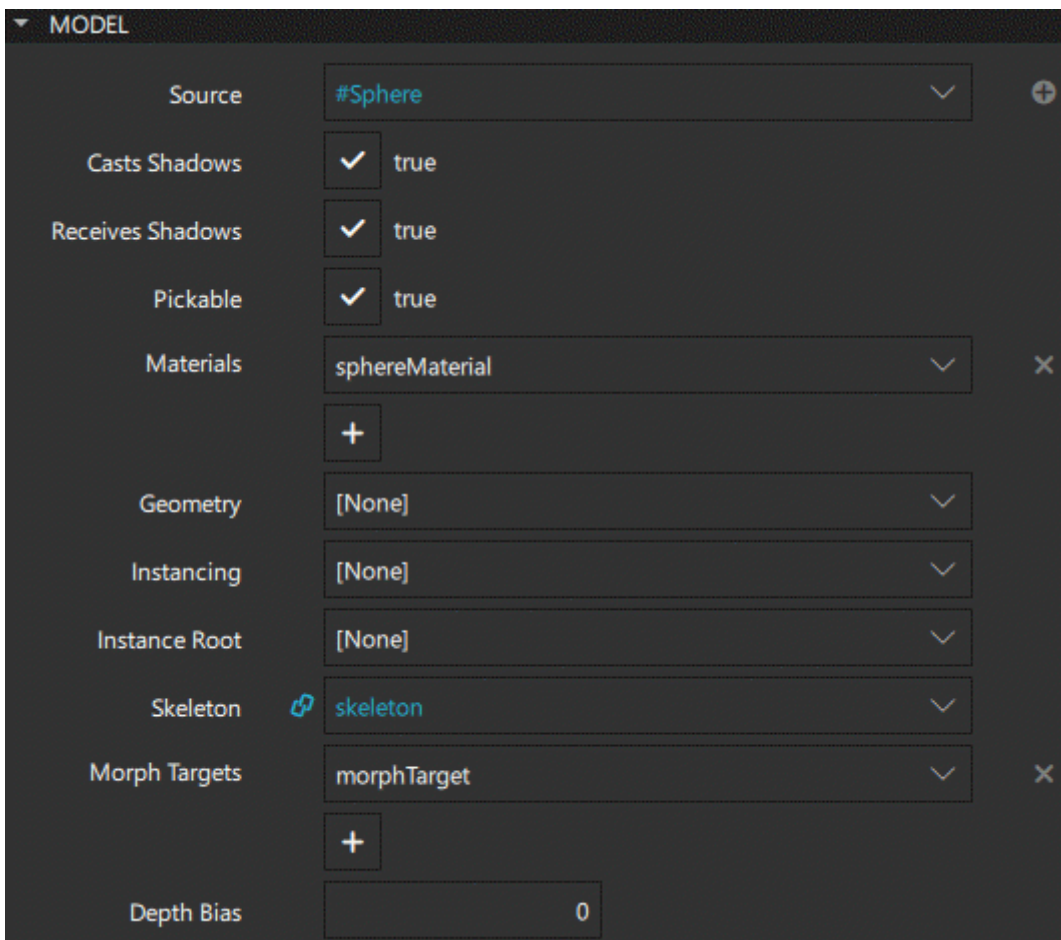 MODEL
Source #Sphere
Casts Shadows true
Receives Shadows true
Pickable true
Materials sphereMaterial
Geometry [None]
Instancing [None]
Instance Root [None]
Skeleton skeleton
Morph Targets morphTarget
Depth Bias 0